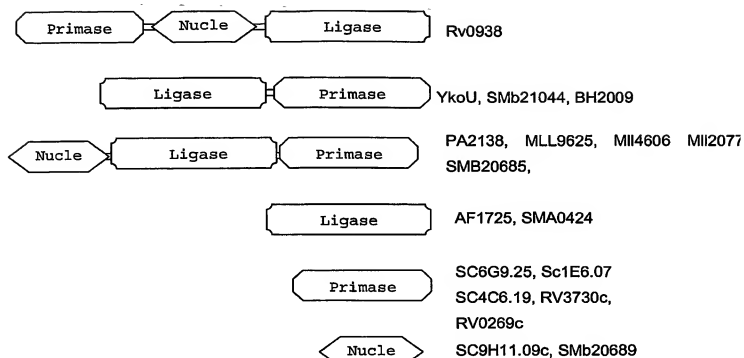 Primase Nucle Ligase Rv0938
Ligase Primase YkoU, SMb21044, BH2009
Nucle Ligase Primase PA2138, MLL9625, Mll4606 Mll2077
SMB20685,
Ligase AF1725, SMA0424
Primase SC6G9.25, Sc1E6.07
SC4C6.19, RV3730c,
RV0269c
Nucle SC9H11.09c, SMb20689